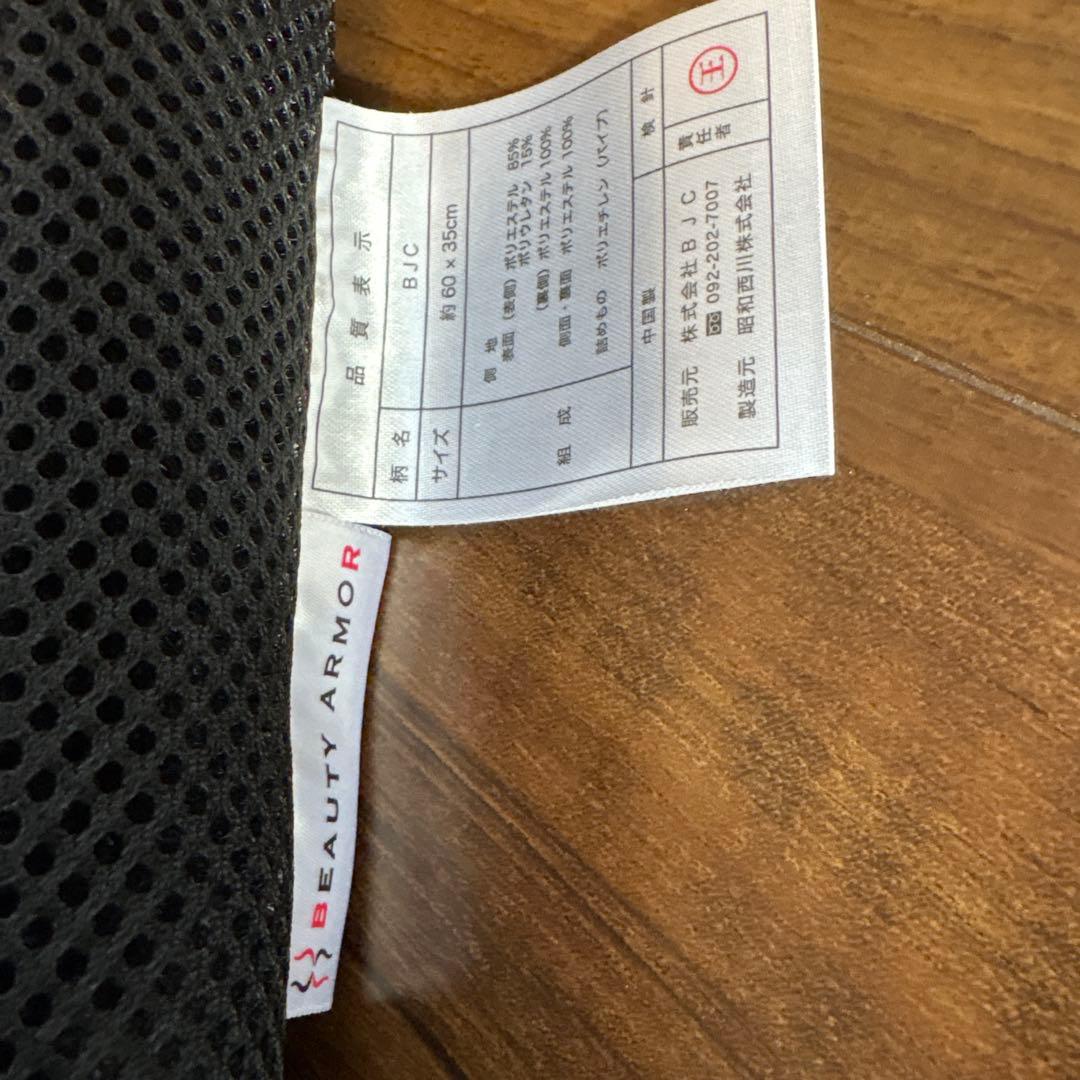 品質表示
柄名 BJC
サイズ 約60×35cm
組成
側地
表面 (表側) ポリエステル 85%
ポリウレタン 15%
(裏側) ポリエステル 100%
側面・裏面 ポリエステル 100%
詰めもの ポリエチレン (パイプ)
中国製 検針 王
販売元 株式会社BJC 責任者
092-202-7007
製造元 昭和西川株式会社
BEAUTY ARMOR